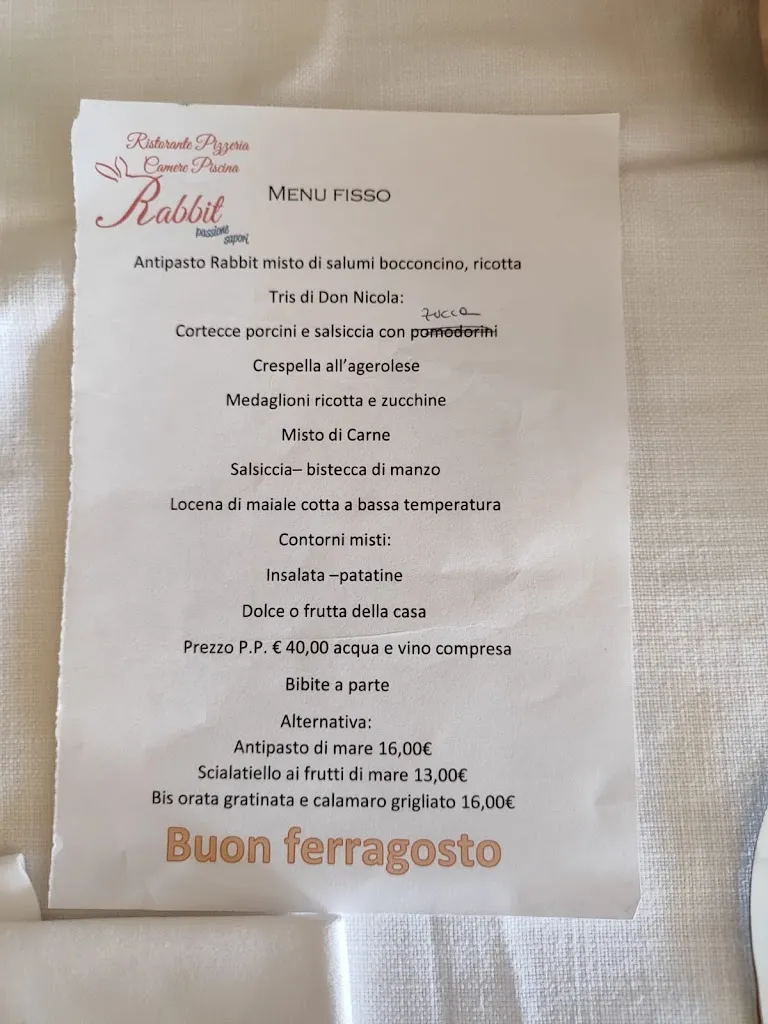 Ristorante Pizzeria
Camere Piscina
Rabbit
passione
sapori
MENU FISSO
Antipasto Rabbit misto di salumi bocconcino, ricotta
Tris di Don Nicola:
zucca
Cortecce porcini e salsiccia con pomodorini
Crespella all’agerolese
Medaglioni ricotta e zucchine
Misto di Carne
Salsiccia– bistecca di manzo
Locena di maiale cotta a bassa temperatura
Contorni misti:
Insalata –patatine
Dolce o frutta della casa
Prezzo P.P. € 40,00 acqua e vino compresa
Bibite a parte
Alternativa:
Antipasto di mare 16,00€
Scialatiello ai frutti di mare 13,00€
Bis orata gratinata e calamaro grigliato 16,00€
Buon ferragosto